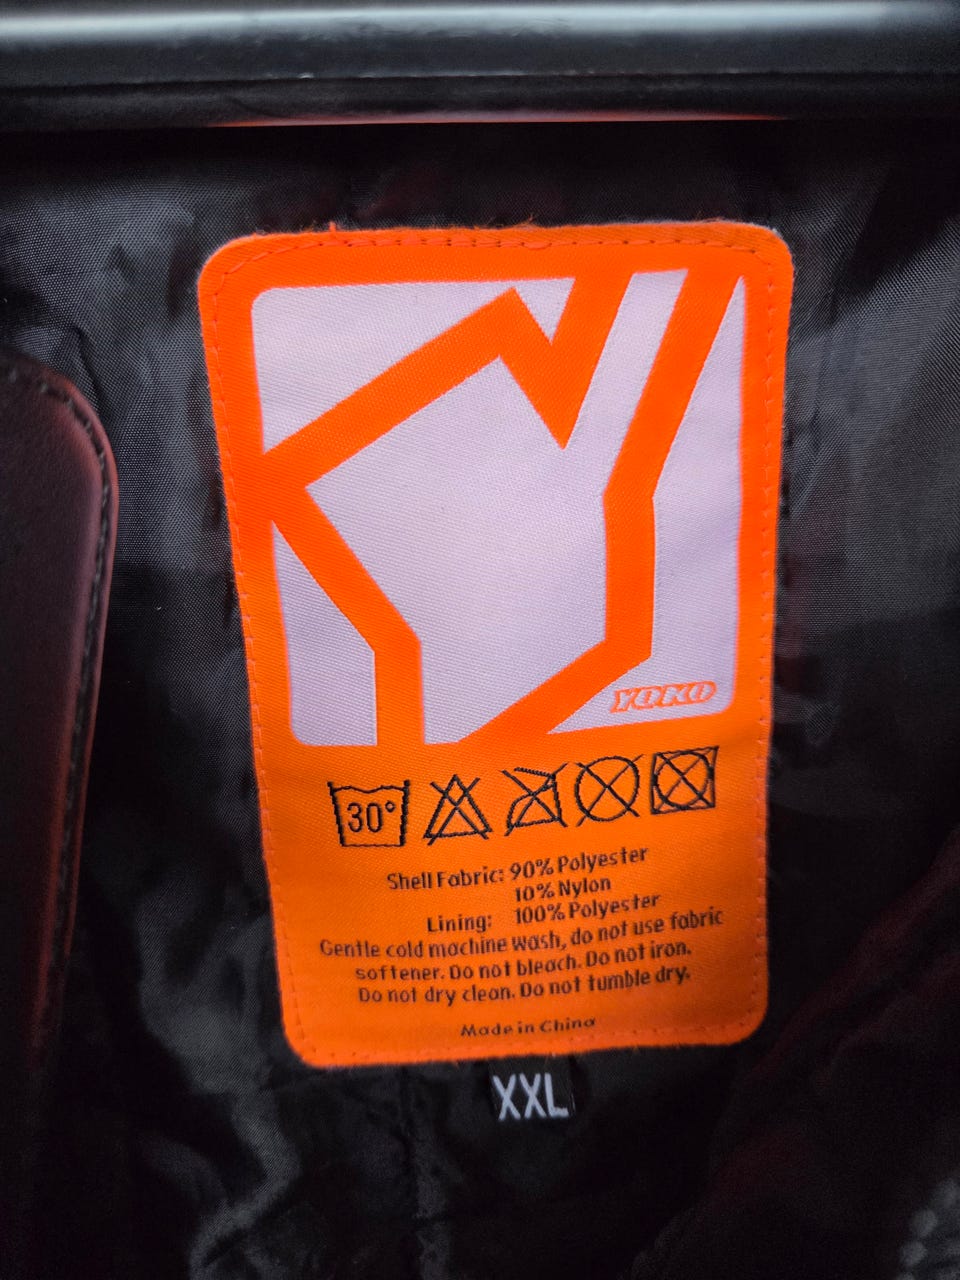 YOKO
30°
Shell Fabric: 90% Polyester
10% Nylon
Lining: 100% Polyester
Gentle cold machine wash, do not use fabric
softener. Do not bleach. Do not iron.
Do not dry clean. Do not tumble dry.
Made in China
XXL